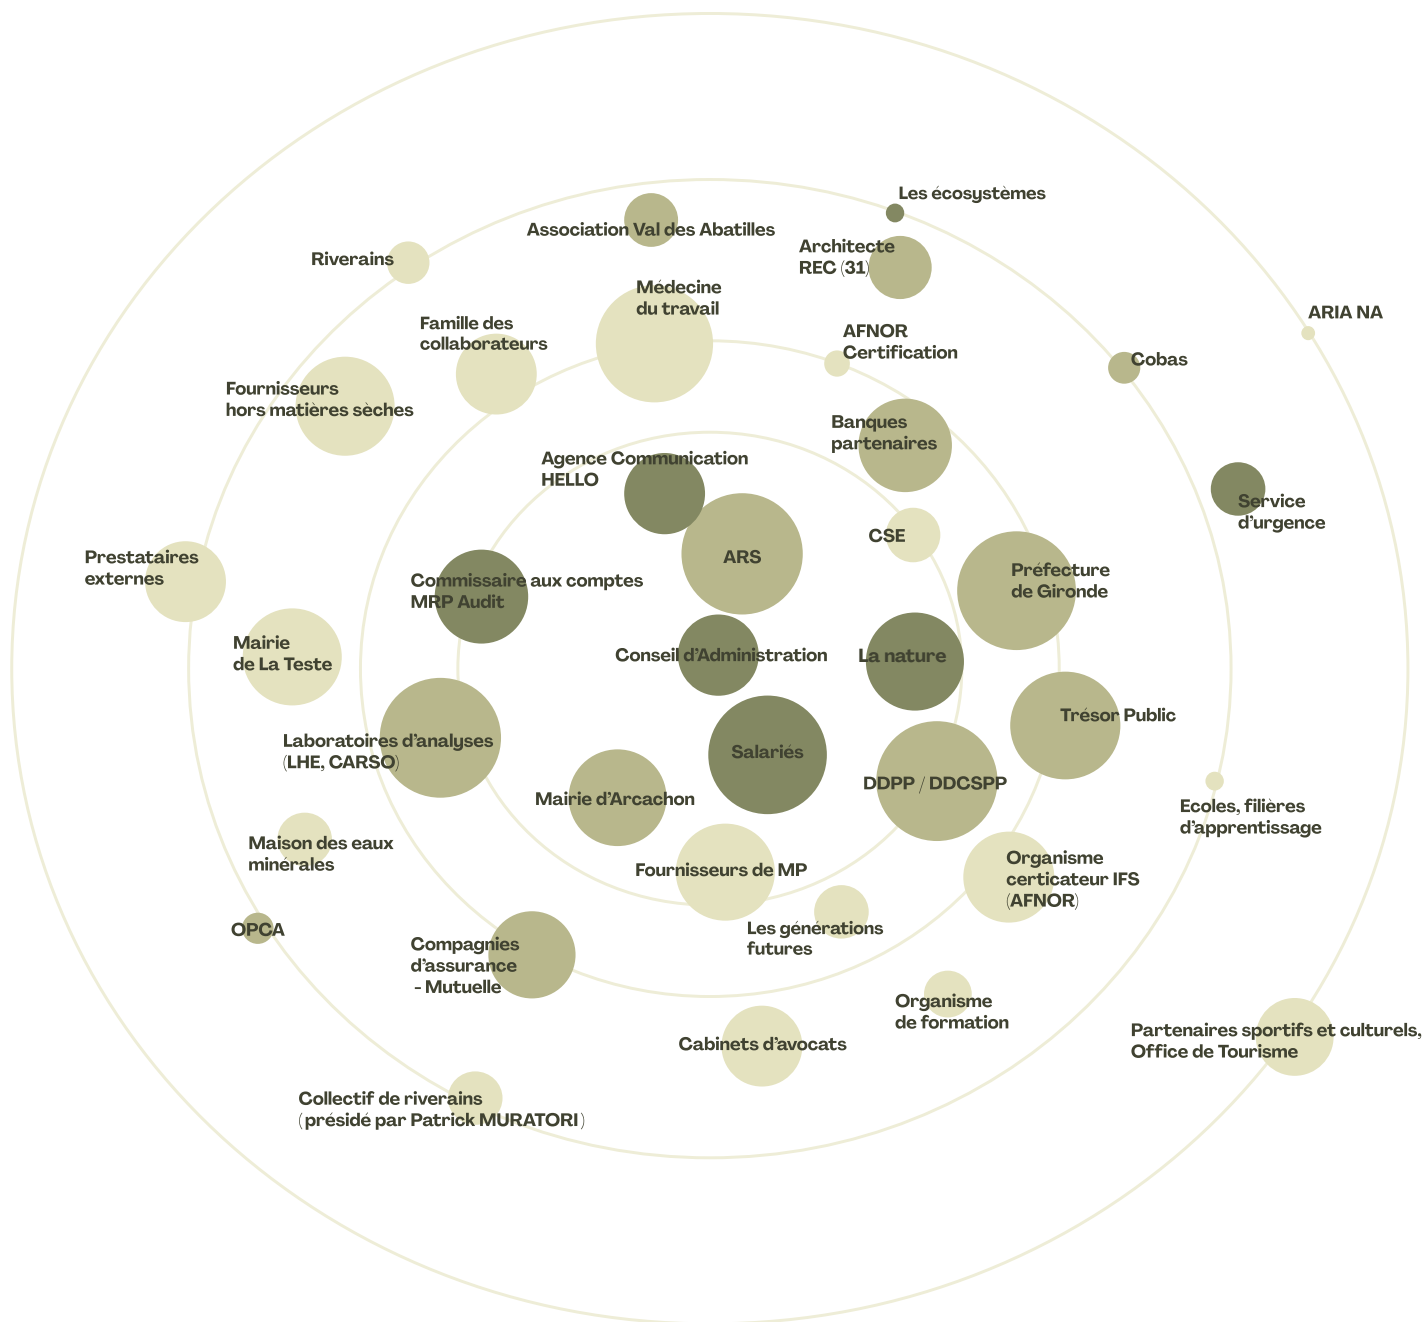 Les écosystèmes
Association Val des Abatilles
Architecte
REC (31)
Riverains
Médecine
du travail
ARIA NA
Famille des
collaborateurs
AFNOR
Certification
Cobas
Fournisseurs
hors matières sèches
Banques
partenaires
Agence Communication
HELLO
Service
d’urgence
CSE
ARS
Prestataires
externes
Commissaire aux comptes
MRP Audit
Préfecture
de Gironde
Mairie
de La Teste
Conseil d’Administration
La nature
Trésor Public
Laboratoires d’analyses
(LHE, CARSO)
Salariés
DDPP / DDCSPP
Mairie d’Arcachon
Ecoles, filières
d’apprentissage
Maison des eaux
minérales
Fournisseurs de MP
Organisme
certicateur IFS
(AFNOR)
OPCA
Les générations
futures
Compagnies
d’assurance
- Mutuelle
Organisme
de formation
Cabinets d’avocats
Partenaires sportifs et culturels,
Office de Tourisme
Collectif de riverains
(présidé par Patrick MURATORI)